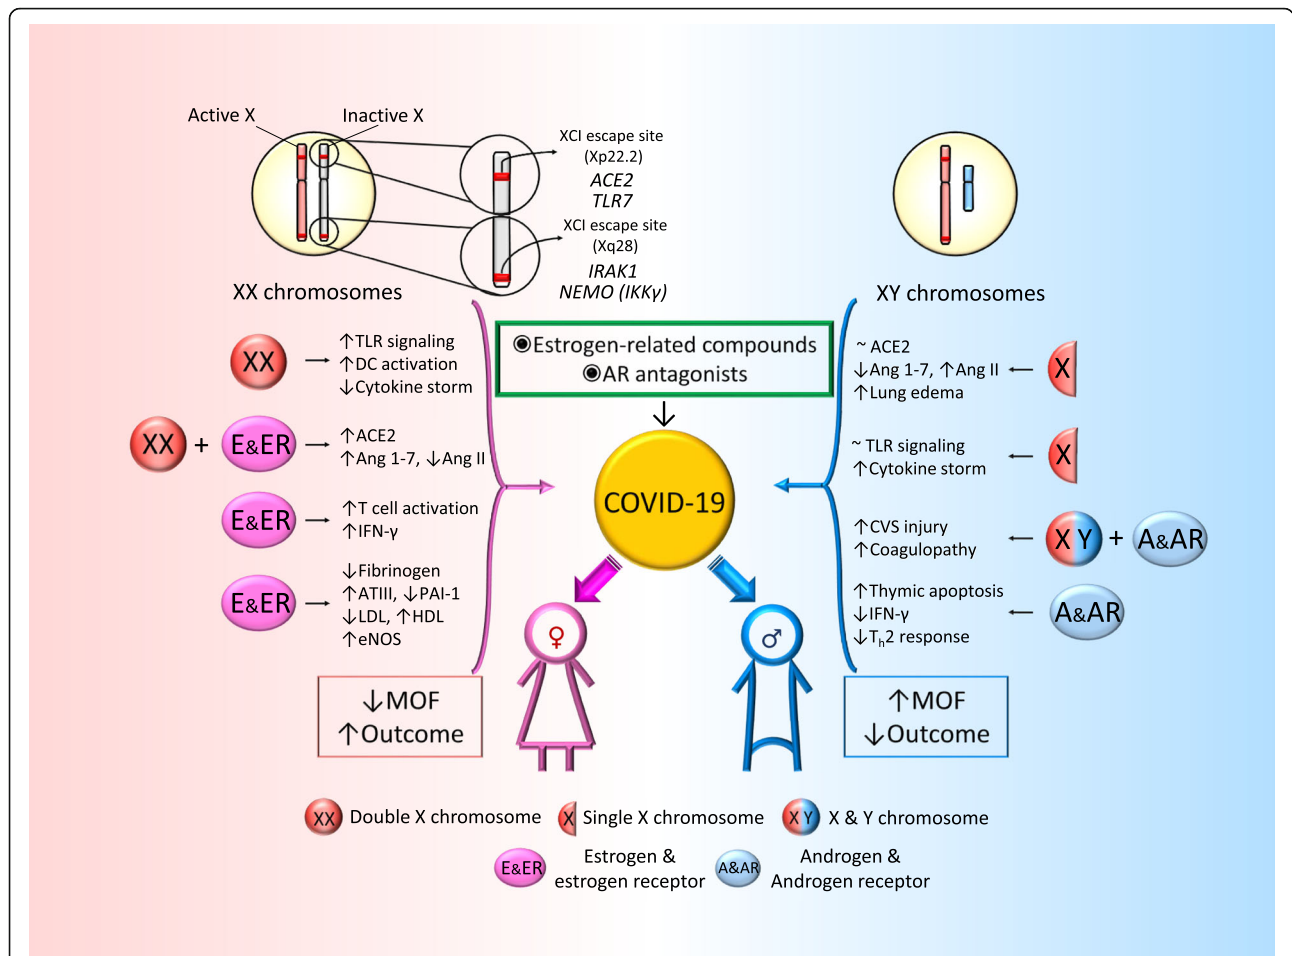 Active X
Inactive X
XCI escape site
(Xp22.2)
ACE2
TLR7
XCI escape site
(Xq28)
IRAK1
NEMO (IKKγ)
XX chromosomes
XY chromosomes
◉Estrogen-related compounds
◉AR antagonists
XX
↑TLR signaling
↑DC activation
↓Cytokine storm
XX + E&ER
↑ACE2
↑Ang 1-7, ↓Ang II
E&ER
↑T cell activation
↑IFN-γ
E&ER
↓Fibrinogen
↑ATIII, ↓PAI-1
↓LDL, ↑HDL
↑eNOS
↓MOF
↑Outcome
COVID-19
♀
♂
~ ACE2
↓Ang 1-7, ↑Ang II
↑Lung edema
X
~ TLR signaling
↑Cytokine storm
X
↑CVS injury
↑Coagulopathy
X Y + A&AR
↑Thymic apoptosis
↓IFN-γ
↓Th2 response
A&AR
↑MOF
↓Outcome
XX Double X chromosome
X Single X chromosome
X Y X & Y chromosome
E&ER Estrogen &
estrogen receptor
A&AR Androgen &
Androgen receptor